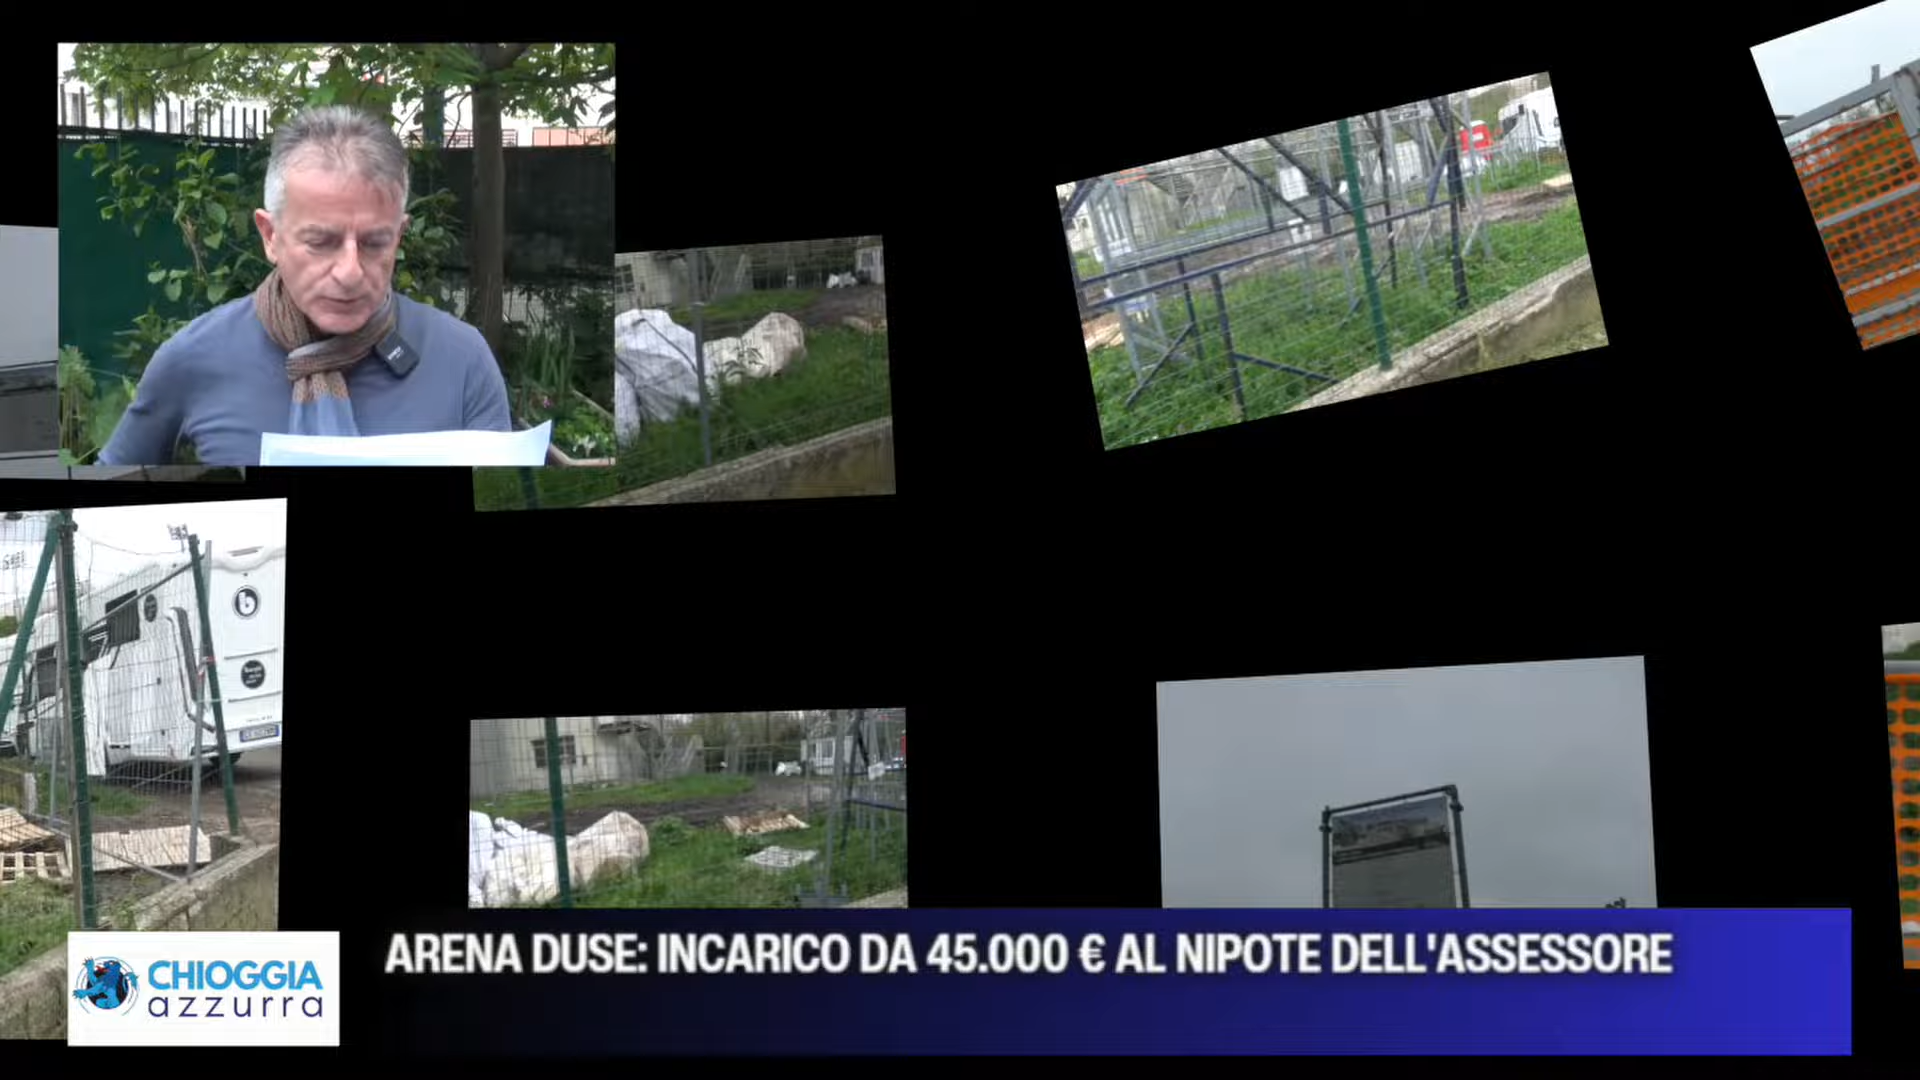 ARENA DUSE: INCARICO DA 45.000 € AL NIPOTE DELL'ASSESSORE
CHIOGGIA
azzurra